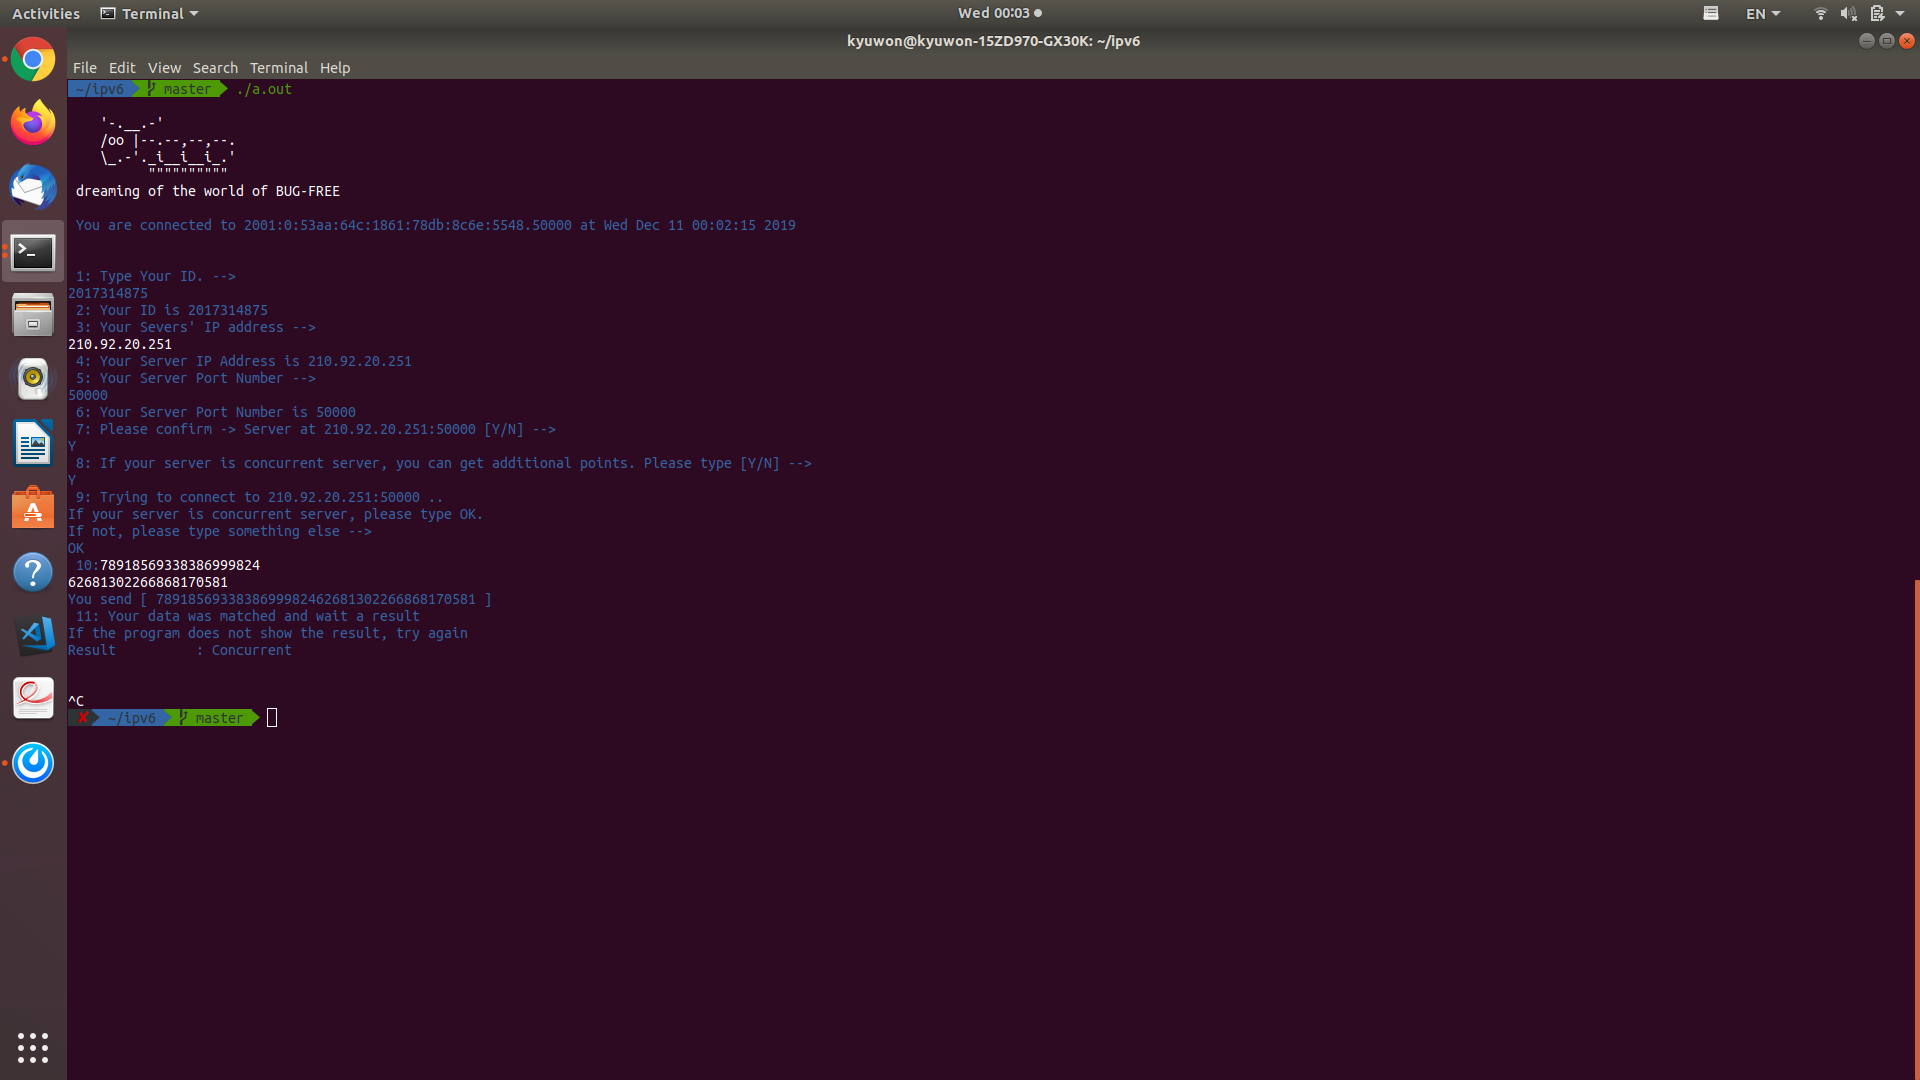 Activities Terminal Wed 00:03 EN
kyuwon@kyuwon-15ZD970-GX30K: ~/ipv6
File Edit View Search Terminal Help
~/ipv6 master ./a.out
'-.__.-'
/oo |--.--,--,--.
\_.-'._i__i__i_.'
""""""""""
dreaming of the world of BUG-FREE
You are connected to 2001:0:53aa:64c:1861:78db:8c6e:5548.50000 at Wed Dec 11 00:02:15 2019
1: Type Your ID. -->
2017314875
2: Your ID is 2017314875
3: Your Severs' IP address -->
210.92.20.251
4: Your Server IP Address is 210.92.20.251
5: Your Server Port Number -->
50000
6: Your Server Port Number is 50000
7: Please confirm -> Server at 210.92.20.251:50000 [Y/N] -->
Y
8: If your server is concurrent server, you can get additional points. Please type [Y/N] -->
Y
9: Trying to connect to 210.92.20.251:50000 ..
If your server is concurrent server, please type OK.
If not, please type something else -->
OK
10:78918569338386999824
62681302266868170581
You send [ 7891856933838699982462681302266868170581 ]
11: Your data was matched and wait a result
If the program does not show the result, try again
Result : Concurrent
^C
✘ ~/ipv6 master